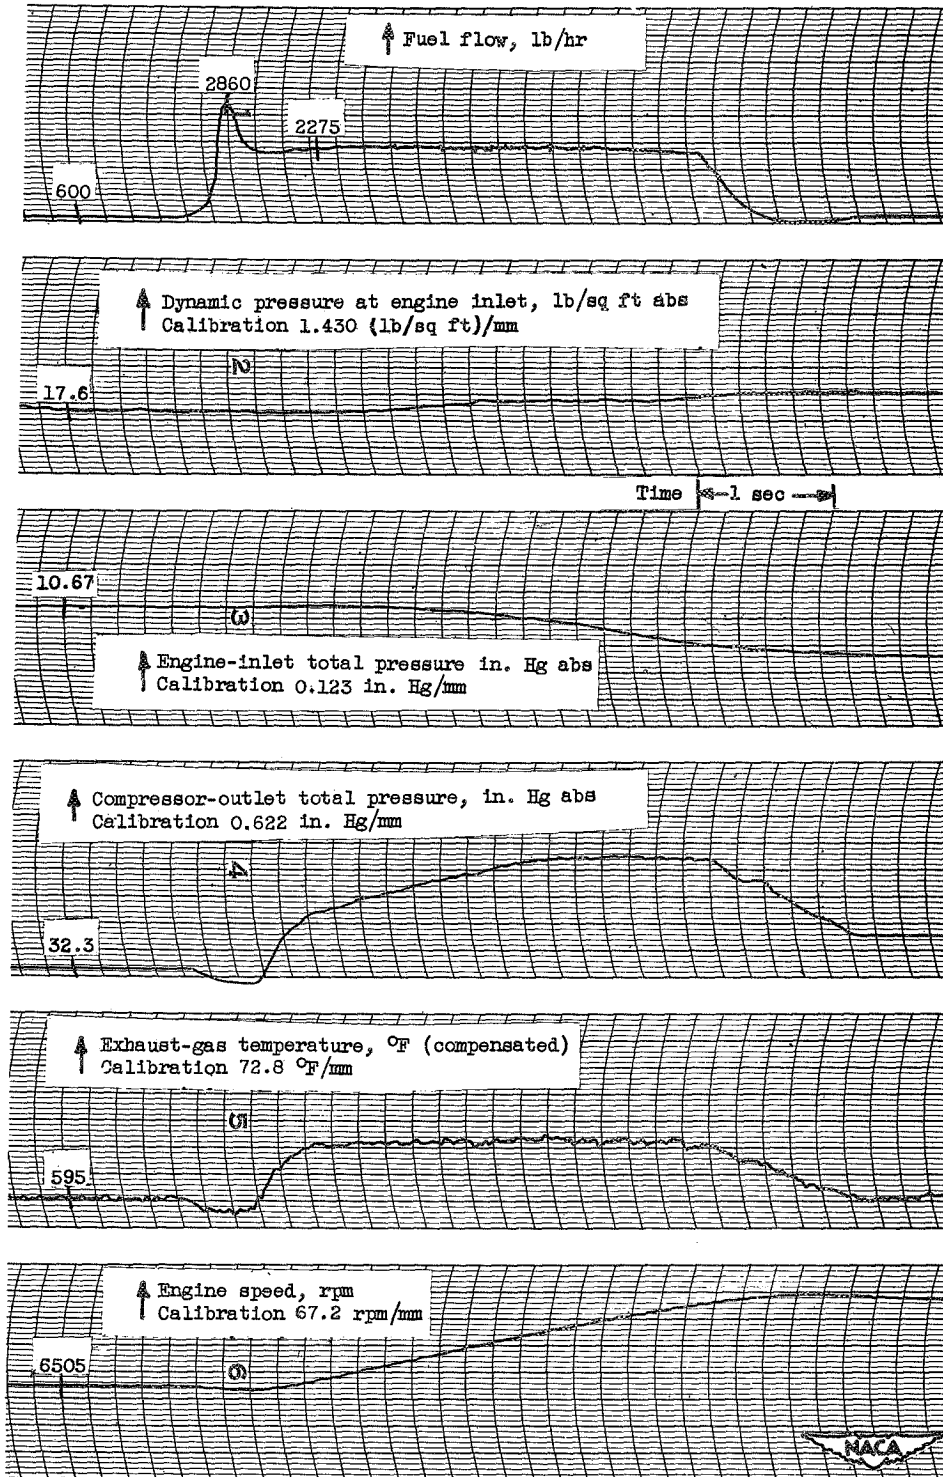 Fuel flow, lb/hr
2860
2275
600
Dynamic pressure at engine inlet, lb/sq ft abs
Calibration 1.430 (lb/sq ft)/mm
2
17.6
Time 1 sec
10.67
3
Engine-inlet total pressure in. Hg abs
Calibration 0.123 in. Hg/mm
Compressor-outlet total pressure, in. Hg abs
Calibration 0.622 in. Hg/mm
4
32.3
Exhaust-gas temperature, °F (compensated)
Calibration 72.8 °F/mm
5
595
Engine speed, rpm
Calibration 67.2 rpm/mm
6505
6
NACA